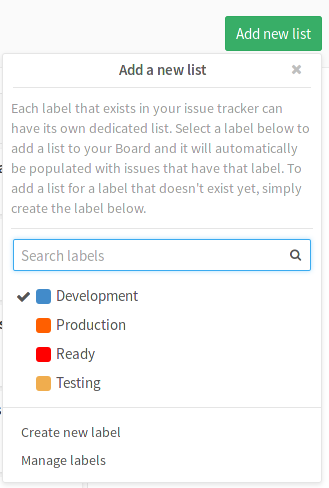 Add new list
Add a new list
Each label that exists in your issue tracker can
have its own dedicated list. Select a label below to
add a list to your Board and it will automatically
be populated with issues that have that label. To
add a list for a label that doesn't exist yet, simply
create the label below.
Search labels
Development
Production
Ready
Testing
Create new label
Manage labels